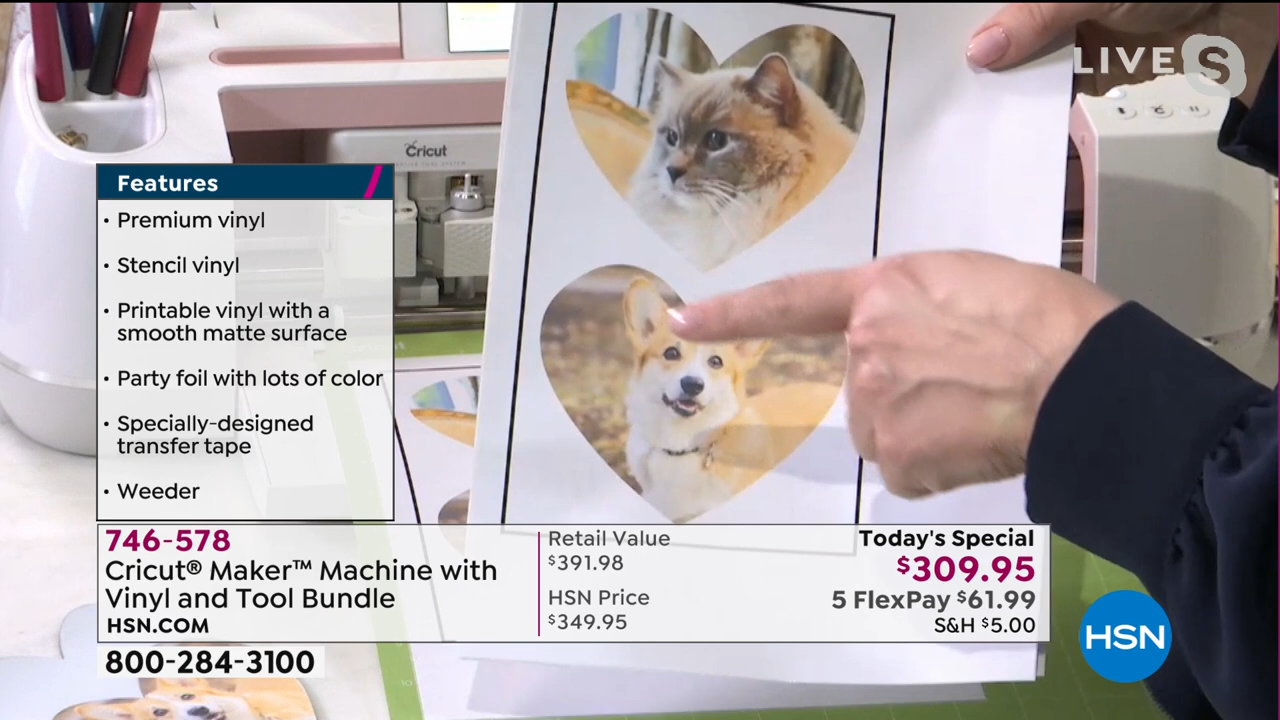 LIVE S
Cricut
Features
• Premium vinyl
• Stencil vinyl
• Printable vinyl with a
smooth matte surface
• Party foil with lots of color
• Specially-designed
transfer tape
• Weeder
746-578
Cricut® Maker™ Machine with
Vinyl and Tool Bundle
HSN.COM
Retail Value
$391.98
HSN Price
$349.95
Today's Special
$309.95
5 FlexPay $61.99
S&H $5.00
HSN
800-284-3100